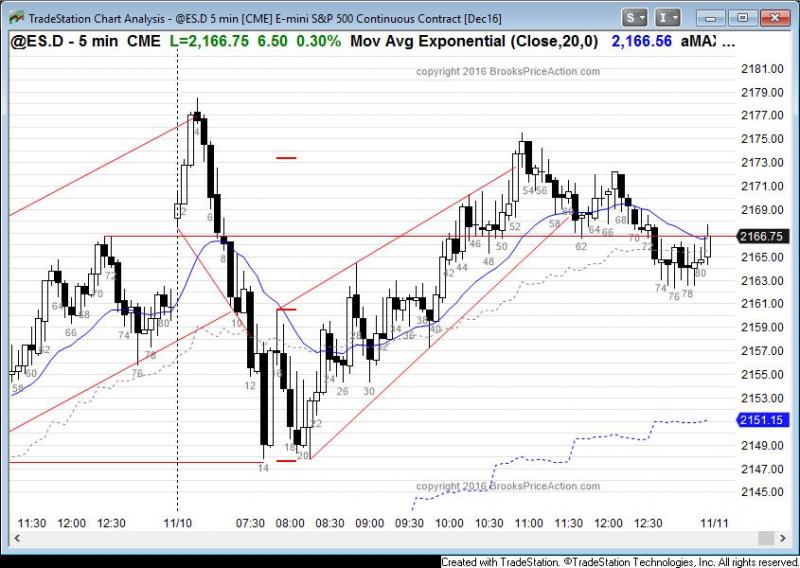 TradeStation Chart Analysis - @ES.D 5 min [CME] E-mini S&P 500 Continuous Contract [Dec16]
S I
@ES.D - 5 min CME L=2,166.75 6.50 0.30% Mov Avg Exponential (Close,20,0) 2,166.56 aMAX ...
copyright 2016 BrooksPriceAction.com
2181.00
2179.00
2177.00
2175.00
2173.00
2171.00
2169.00
2166.75
2165.00
2163.00
2161.00
2159.00
2157.00
2155.00
2153.00
2151.15
2149.00
2147.00
2145.00
58 60 62 64 66 68 70 72 74 76 78 80
2 4 6 8 10 12 14 16 18 20 22 24 26 28 30 32 34 36 38 40 42 44 46 48 50 52 54 56 58 60 62 64 66 68 70 72 74 76 78 80
copyright 2016 BrooksPriceAction.com
11:30 12:00 12:30 11/10 07:30 08:00 08:30 09:00 09:30 10:00 10:30 11:00 11:30 12:00 12:30 11/11
Created with TradeStation. ©TradeStation Technologies, Inc. All rights reserved.